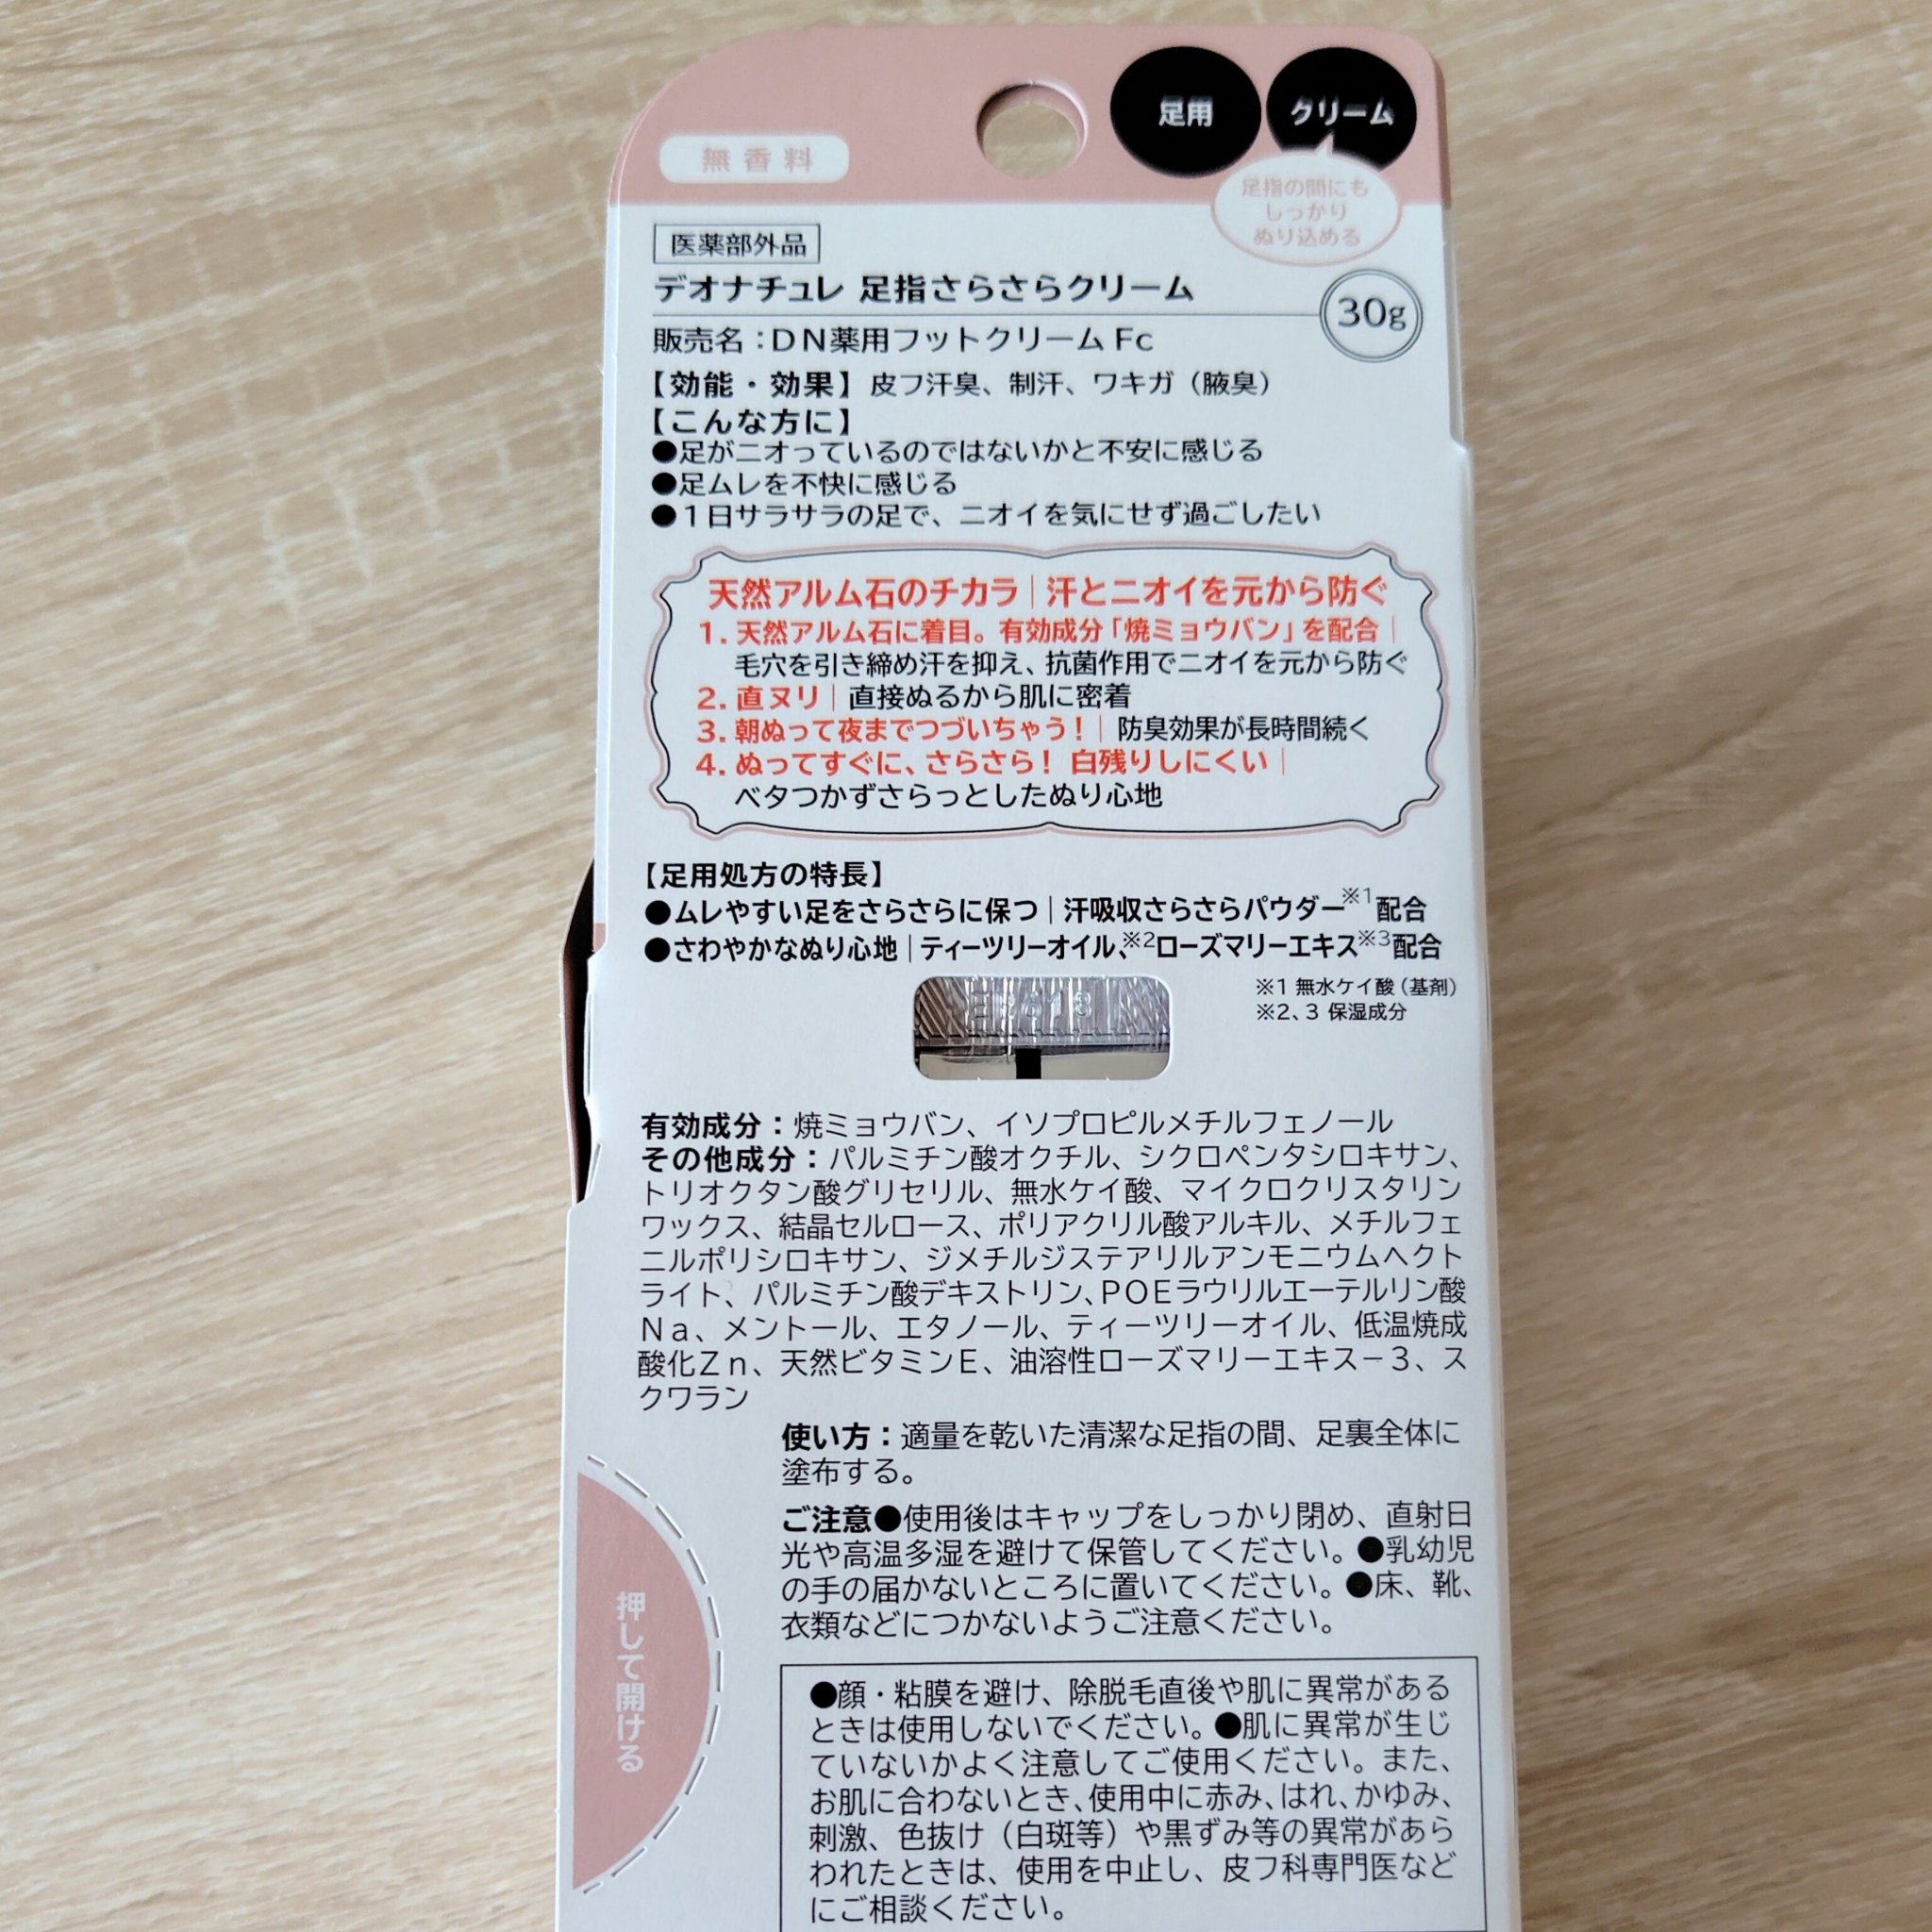 足用
クリーム
無香料
足指の間にも
しっかり
ぬり込める
医薬部外品
デオナチュレ 足指さらさらクリーム
30g
販売名：DN薬用フットクリーム Fc
【効能・効果】皮フ汗臭、制汗、ワキガ（腋臭）
【こんな方に】
●足がニオっているのではないかと不安に感じる
●足ムレを不快に感じる
●1日サラサラの足で、ニオイを気にせず過ごしたい
天然アルム石のチカラ｜汗とニオイを元から防ぐ
1. 天然アルム石に着目。有効成分「焼ミョウバン」を配合｜
毛穴を引き締め汗を抑え、抗菌作用でニオイを元から防ぐ
2. 直ヌリ｜直接ぬるから肌に密着
3. 朝ぬって夜までつづいちゃう！｜防臭効果が長時間続く
4. ぬってすぐに、さらさら！ 白残りしにくい｜
ベタつかずさらっとしたぬり心地
【足用処方の特長】
●ムレやすい足をさらさらに保つ｜汗吸収さらさらパウダー※1配合
●さわやかなぬり心地｜ティーツリーオイル、※2ローズマリーエキス※3配合
※1 無水ケイ酸（基剤）
※2、3 保湿成分
有効成分：焼ミョウバン、イソプロピルメチルフェノール
その他成分：パルミチン酸オクチル、シクロペンタシロキサン、
トリオクタン酸グリセリル、無水ケイ酸、マイクロクリスタリン
ワックス、結晶セルロース、ポリアクリル酸アルキル、メチルフェ
ニルポリシロキサン、ジメチルジステアリルアンモニウムヘクト
ライト、パルミチン酸デキストリン、POEラウリルエーテルリン酸
Na、メントール、エタノール、ティーツリーオイル、低温焼成
酸化Zn、天然ビタミンE、油溶性ローズマリーエキス－3、ス
クワラン
使い方：適量を乾いた清潔な足指の間、足裏全体に
塗布する。
ご注意●使用後はキャップをしっかり閉め、直射日
光や高温多湿を避けて保管してください。●乳幼児
の手の届かないところに置いてください。●床、靴、
衣類などにつかないようご注意ください。
押して開ける
●顔・粘膜を避け、除脱毛直後や肌に異常がある
ときは使用しないでください。●肌に異常が生じ
ていないかよく注意してご使用ください。また、
お肌に合わないとき、使用中に赤み、はれ、かゆみ、
刺激、色抜け（白斑等）や黒ずみ等の異常があら
われたときは、使用を中止し、皮フ科専門医など
にご相談ください。